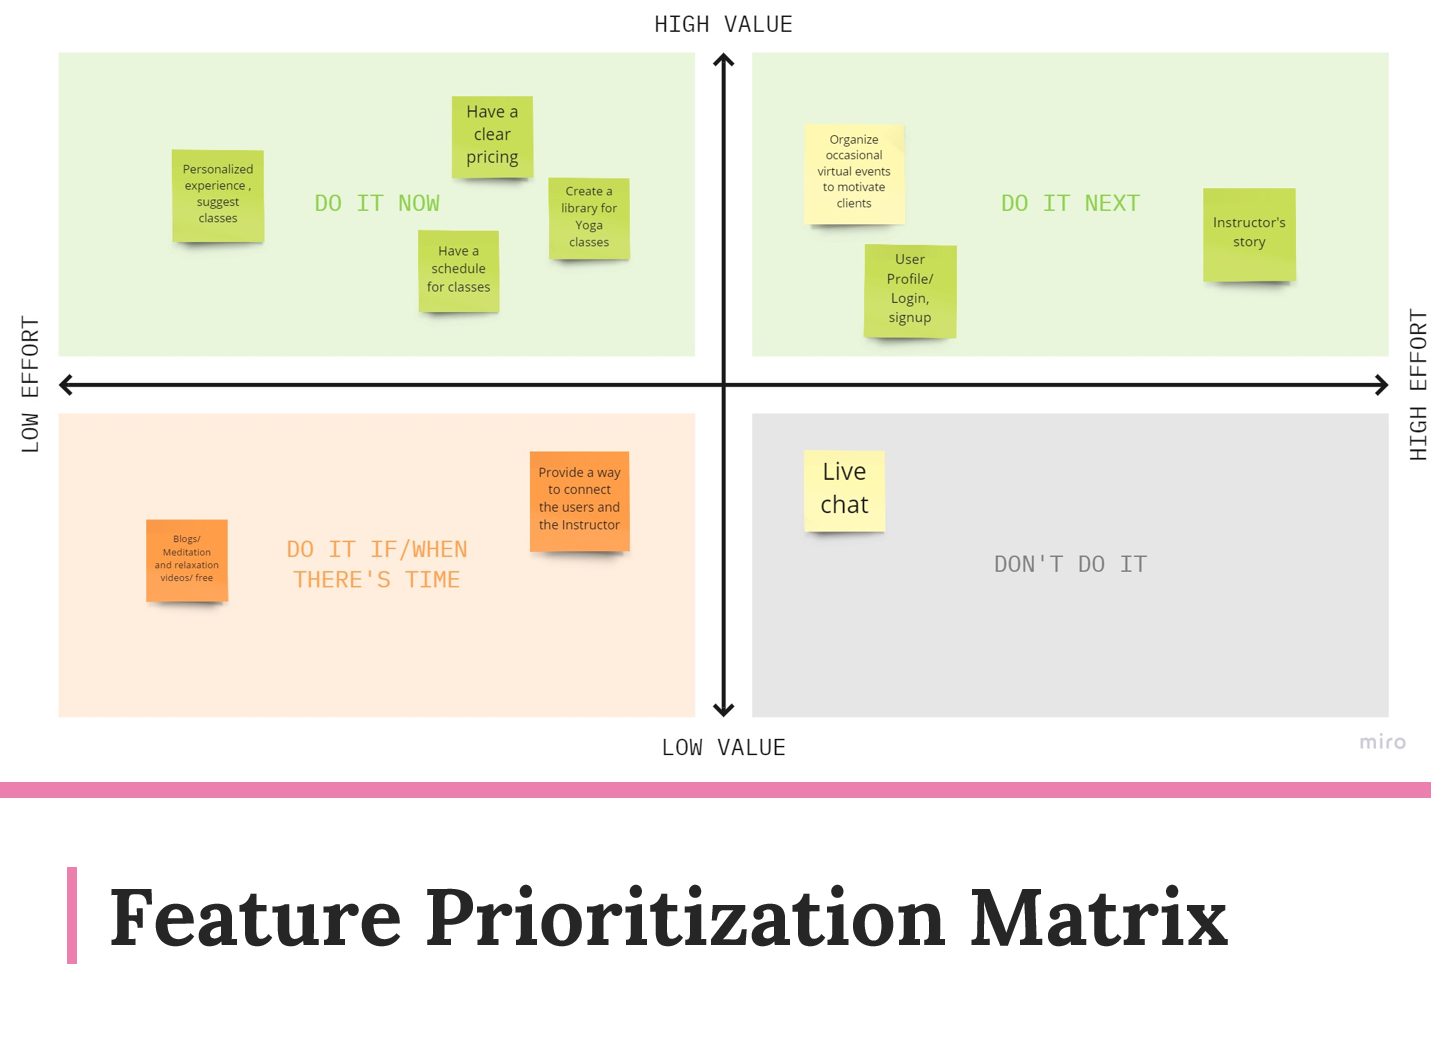 HIGH VALUE
Have a
clear
pricing
Personalized
experience ,
suggest
classes
DO IT NOW
Create a
library for
Yoga
classes
Have a
schedule
for classes
Organize
occasional
virtual events
to motivate
clients
DO IT NEXT
Instructor's
story
User
Profile/
Login,
signup
LOW EFFORT
HIGH EFFORT
Provide a way
to connect
the users and
the Instructor
Blogs/
Meditation
and relaxation
videos/ free
DO IT IF/WHEN
THERE'S TIME
Live
chat
DON'T DO IT
LOW VALUE
miro
Feature Prioritization Matrix